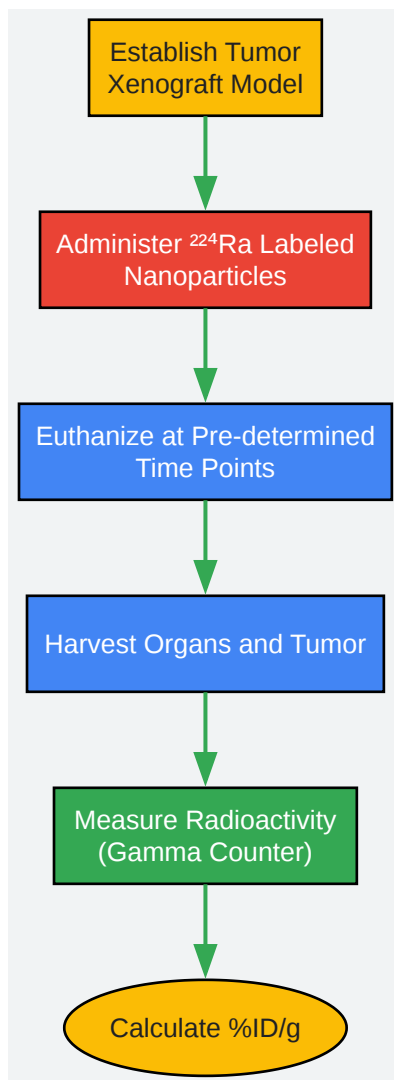 Establish Tumor
Xenograft Model
Administer ²²⁴Ra Labeled
Nanoparticles
Euthanize at Pre-determined
Time Points
Harvest Organs and Tumor
Measure Radioactivity
(Gamma Counter)
Calculate %ID/g